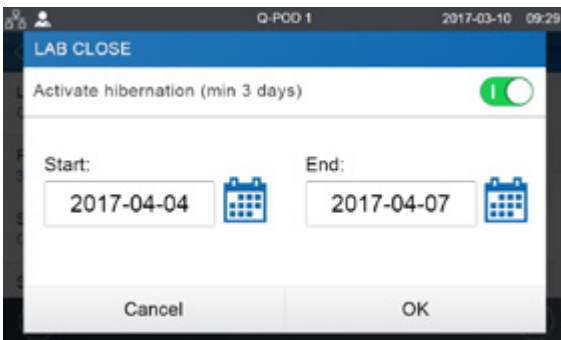 Q-POD 1 2017-03-10 09:29
LAB CLOSE
Activate hibernation (min 3 days)
Start: End:
2017-04-04 2017-04-07
Cancel OK